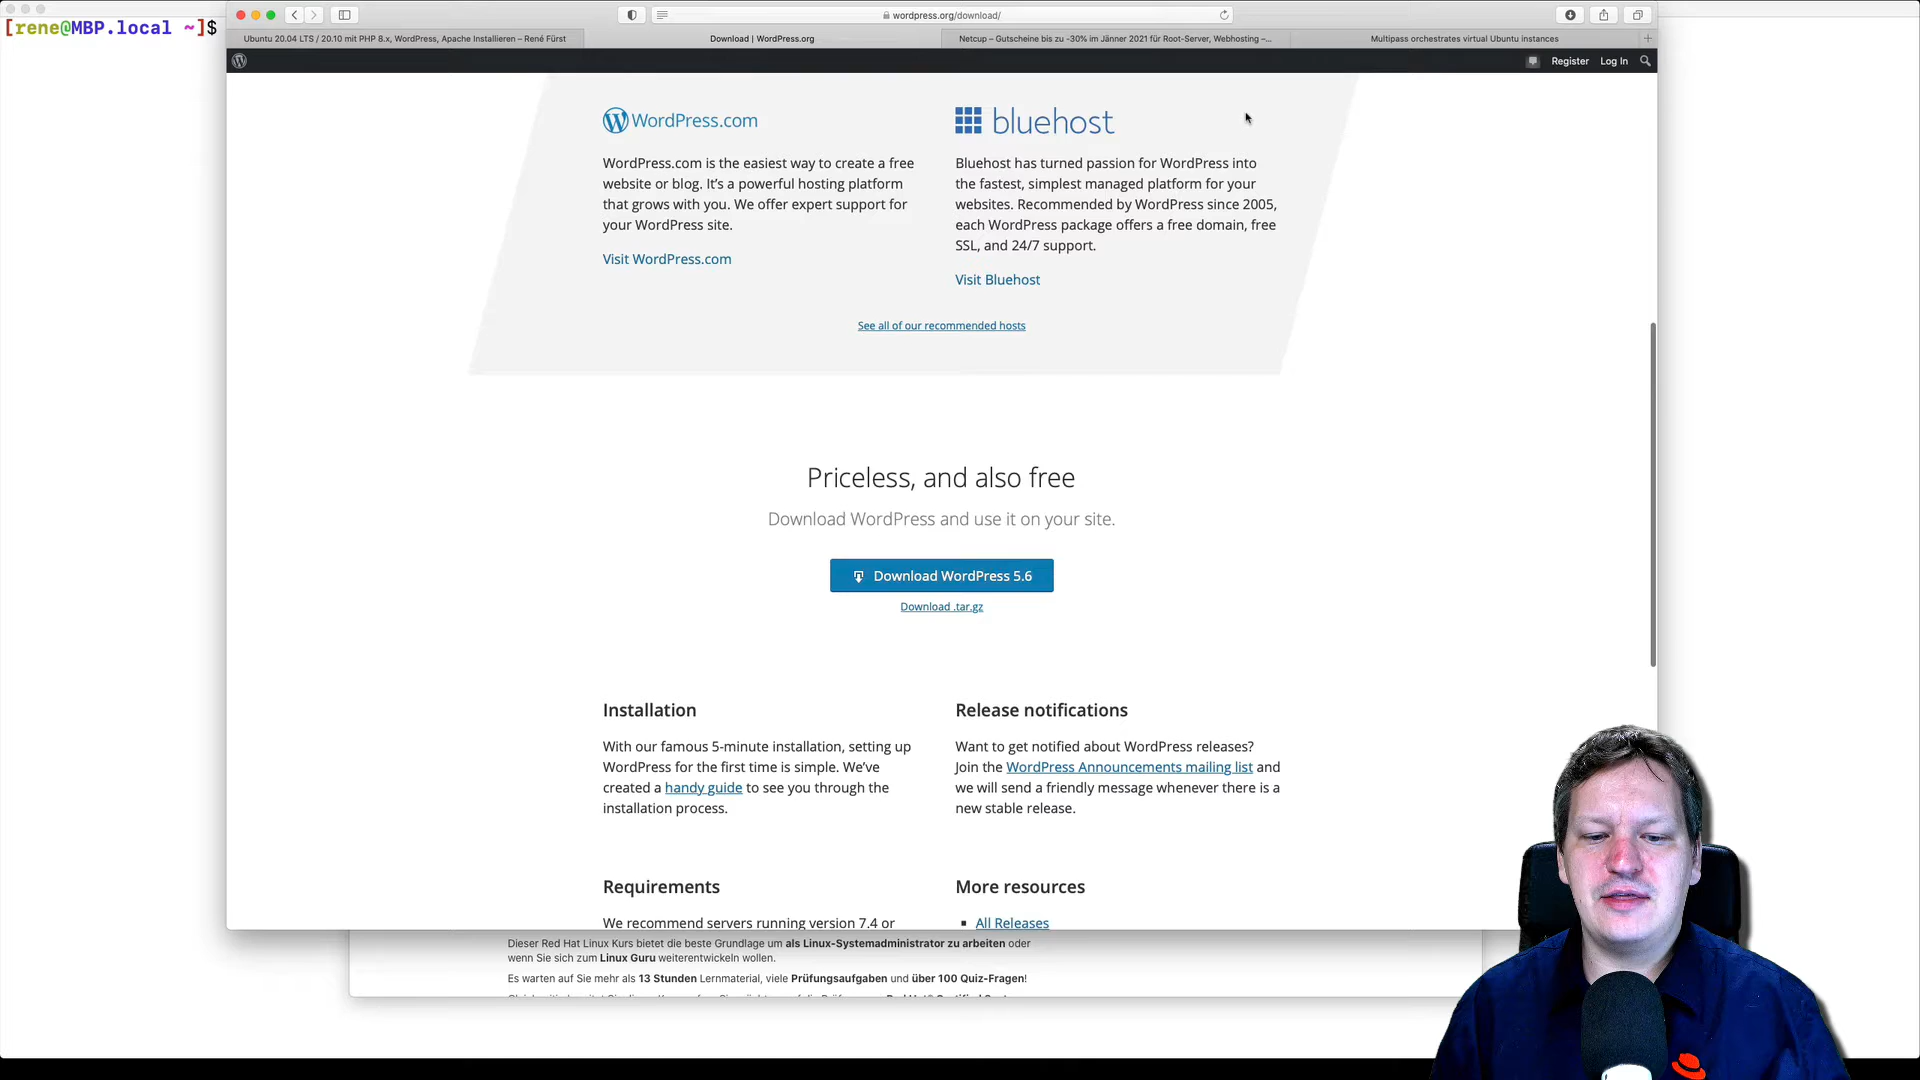 [rene@MBP.local ~]$
wordpress.org/download/
Ubuntu 20.04 LTS / 20.10 mit PHP 8.x, WordPress, Apache Installieren – René Fürst
Download | WordPress.org
Netcup – Gutscheine bis zu -30% im Jänner 2021 für Root-Server, Webhosting –...
Multipass orchestrates virtual Ubuntu instances
Register
Log In
WordPress.com
WordPress.com is the easiest way to create a free
website or blog. It's a powerful hosting platform
that grows with you. We offer expert support for
your WordPress site.
Visit WordPress.com
bluehost
Bluehost has turned passion for WordPress into
the fastest, simplest managed platform for your
websites. Recommended by WordPress since 2005,
each WordPress package offers a free domain, free
SSL, and 24/7 support.
Visit Bluehost
See all of our recommended hosts
Priceless, and also free
Download WordPress and use it on your site.
Download WordPress 5.6
Download .tar.gz
Installation
With our famous 5-minute installation, setting up
WordPress for the first time is simple. We've
created a handy guide to see you through the
installation process.
Release notifications
Want to get notified about WordPress releases?
Join the WordPress Announcements mailing list and
we will send a friendly message whenever there is a
new stable release.
Requirements
We recommend servers running version 7.4 or
More resources
All Releases
Dieser Red Hat Linux Kurs bietet die beste Grundlage um als Linux-Systemadministrator zu arbeiten oder
wenn Sie sich zum Linux Guru weiterentwickeln wollen.
Es warten auf Sie mehr als 13 Stunden Lernmaterial, viele Prüfungsaufgaben und über 100 Quiz-Fragen!